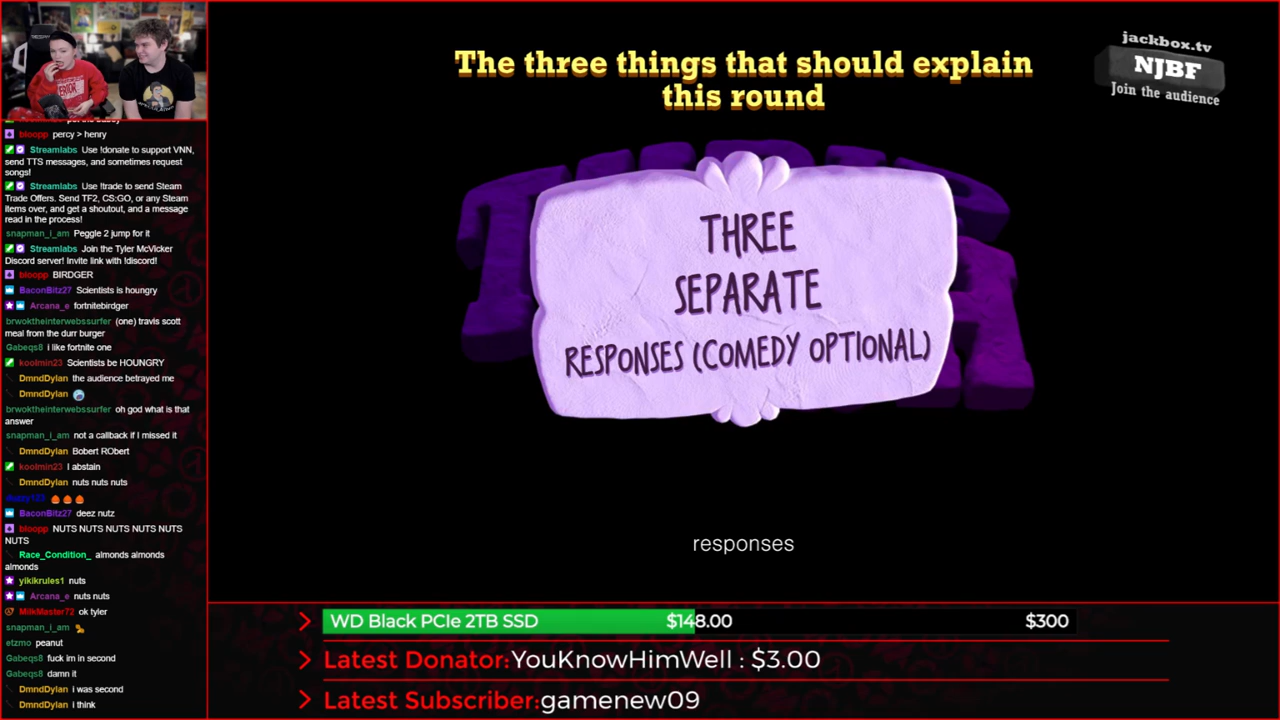 The three things that should explain
this round
jackbox.tv
NJBF
Join the audience
THREE
SEPARATE
RESPONSES (COMEDY OPTIONAL)
responses
bloopp percy > henry
Streamlabs Use !donate to support VNN,
send TTS messages, and sometimes request
songs!
Streamlabs Use !trade to send Steam
Trade Offers. Send TF2, CS:GO, or any Steam
Items over, and get a shoutout, and a message
read in the process!
snapman_i_am Peggle 2 jump for it
Streamlabs Join the Tyler McVicker
Discord server! Invite link with !discord!
bloopp BIRDGER
BaconBitz27 Scientists is houngry
Arcana_e fortnitebirdger
brwoktheinterwebssurfer (one) travis scott
meal from the durr burger
Gabeqs8 i like fortnite one
koolmin23 Scientists be HOUNGRY
DmndDylan the audience betrayed me
DmndDylan
brwoktheinterwebssurfer oh god what is that
answer
snapman_i_am not a callback if I missed it
DmndDylan Bobert RObert
koolmin23 I abstain
DmndDylan nuts nuts nuts
BaconBitz27 deez nutz
bloopp NUTS NUTS NUTS NUTS NUTS
NUTS
Race_Condition_ almonds almonds
almonds
yikikrules1 nuts
Arcana_e nuts nuts
MilkMaster72 ok tyler
snapman_i_am
etzmo peanut
Gabeqs8 fuck im in second
Gabeqs8 damn it
DmndDylan i was second
DmndDylan i think
WD Black PCIe 2TB SSD $148.00 $300
Latest Donator:YouKnowHimWell : $3.00
Latest Subscriber:gamenew09